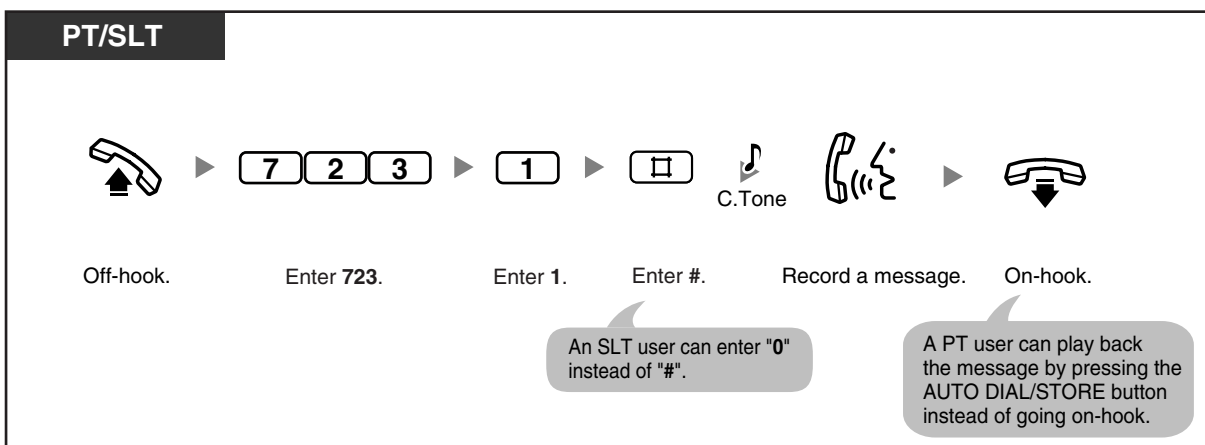 PT/SLT
7 2 3
1
#
C.Tone
Off-hook.
Enter 723.
Enter 1.
Enter #.
Record a message.
On-hook.
An SLT user can enter "0"
instead of "#".
A PT user can play back
the message by pressing the
AUTO DIAL/STORE button
instead of going on-hook.